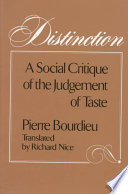 Distinction
A Social Critique
of the Judgement
of Taste
Pierre Bourdieu
Translated
by Richard Nice